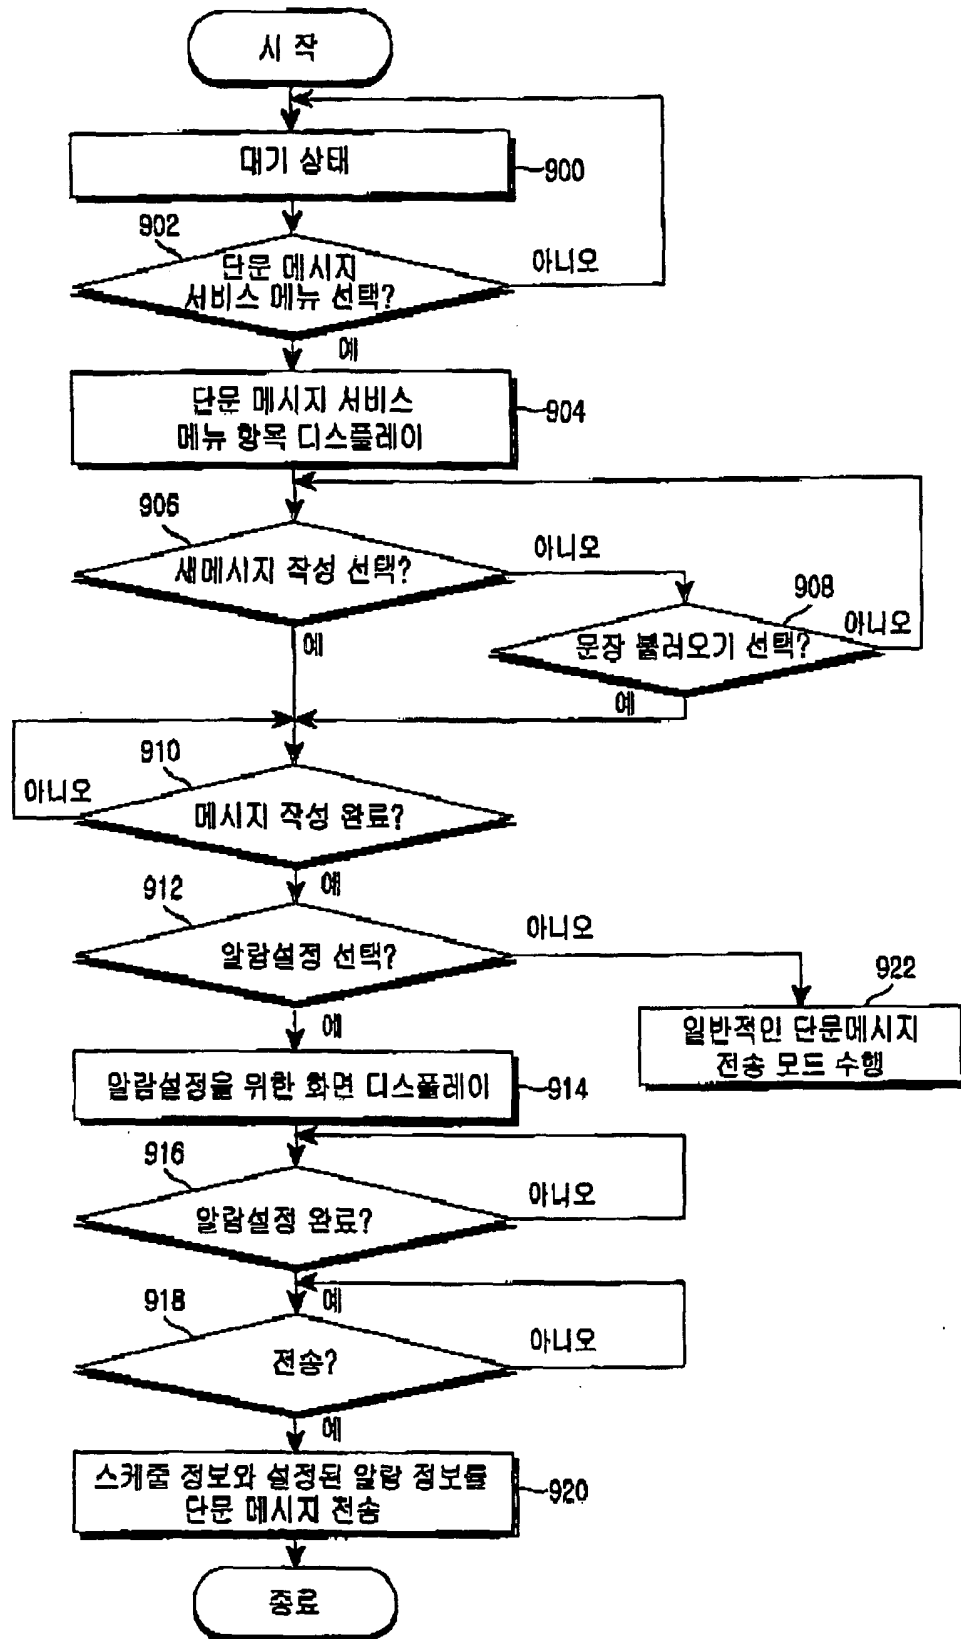 시 작
대기 상태
900
902
단문 메시지
서비스 메뉴 선택?
아니오
예
단문 메시지 서비스
메뉴 항목 디스플레이
904
906
새메시지 작성 선택?
아니오
예
908
문장 불러오기 선택?
아니오
예
910
아니오
메시지 작성 완료?
예
912
알람설정 선택?
아니오
예
922
일반적인 단문메시지
전송 모드 수행
알람설정을 위한 화면 디스플레이
914
916
알람설정 완료?
아니오
예
918
전송?
아니오
예
스케줄 정보와 설정된 알람 정보를
단문 메시지 전송
920
종료